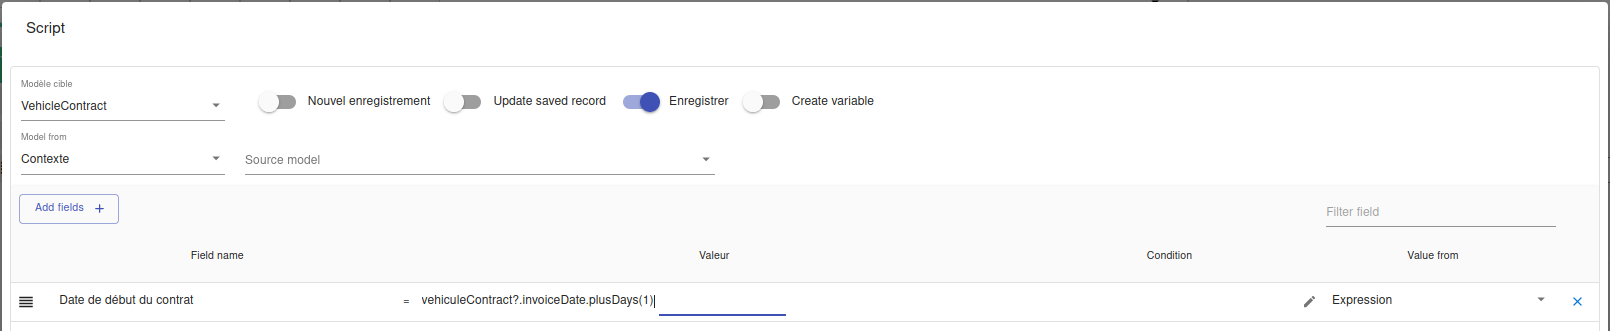 Script
Modèle cible
VehicleContract
Nouvel enregistrement
Update saved record
Enregistrer
Create variable
Model from
Contexte
Source model
Add fields +
Filter field
Field name
Valeur
Condition
Value from
Date de début du contrat = vehiculeContract?.invoiceDate.plusDays(1) Expression